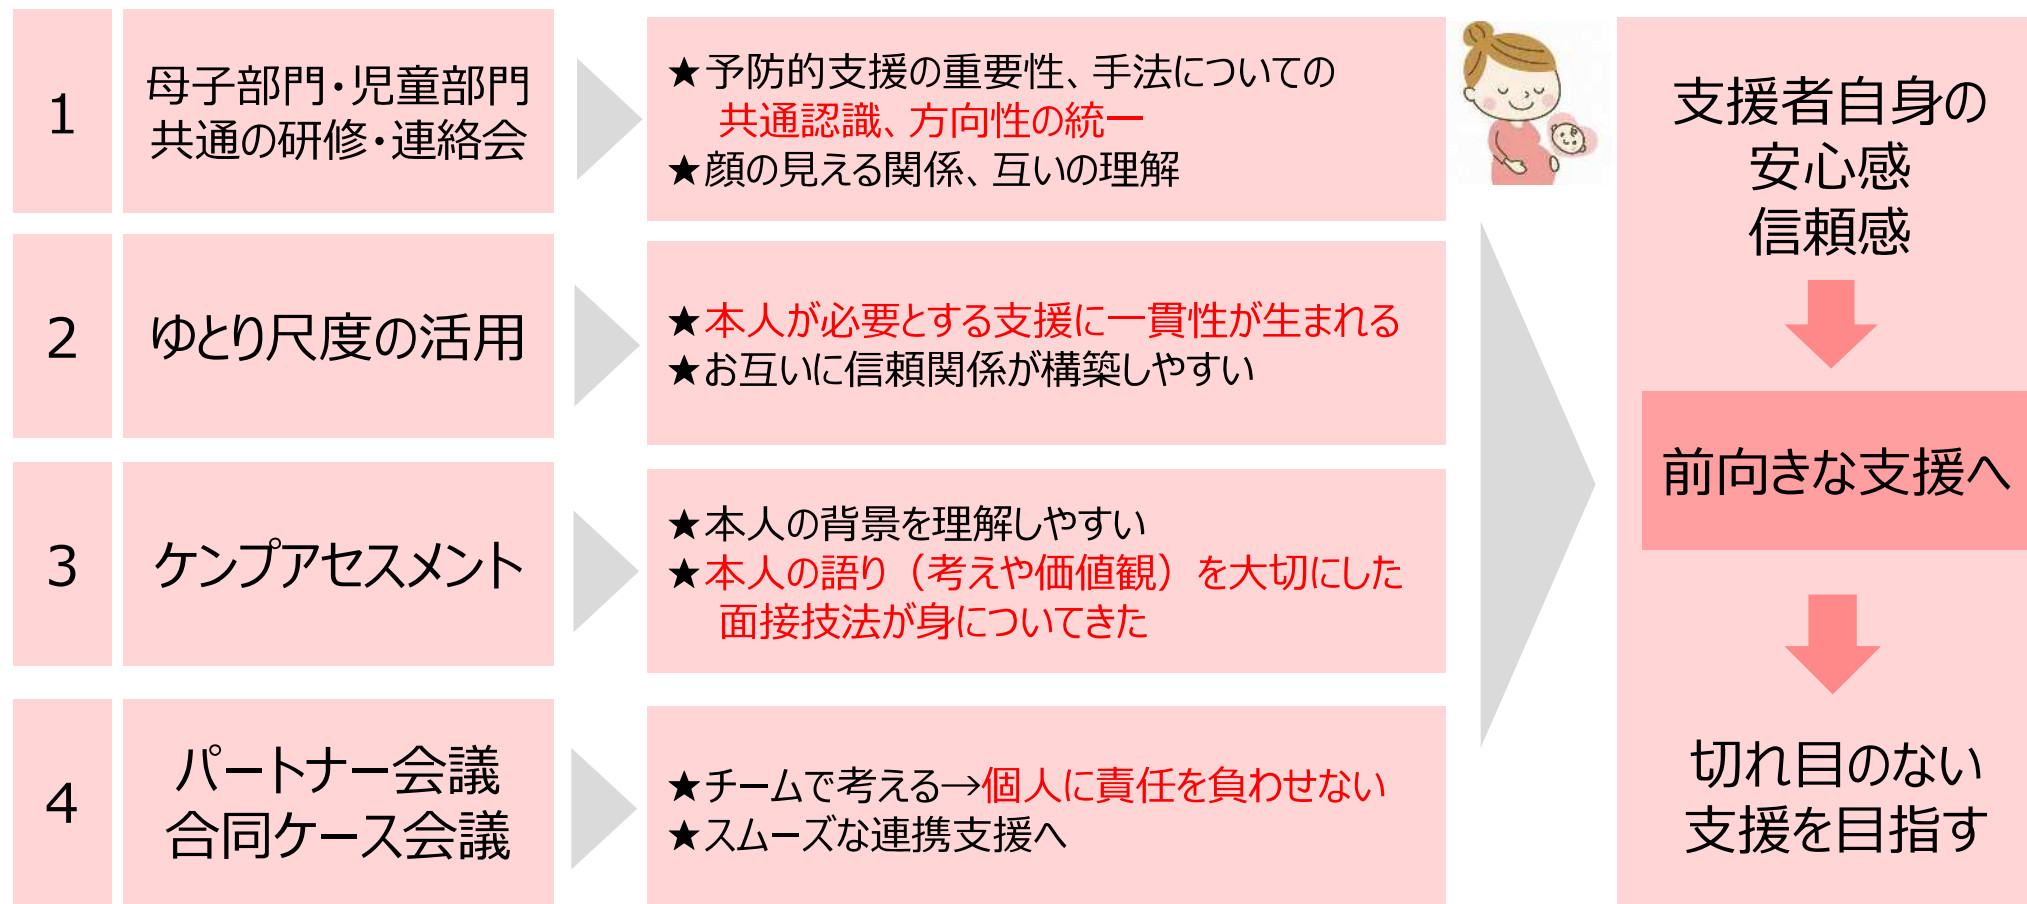 1
母子部門・児童部門
共通の研修・連絡会
★予防的支援の重要性、手法についての
共通認識、方向性の統一
★顔の見える関係、互いの理解
2
ゆとり尺度の活用
★本人が必要とする支援に一貫性が生まれる
★お互いに信頼関係が構築しやすい
3
ケンプアセスメント
★本人の背景を理解しやすい
★本人の語り（考えや価値観）を大切にした
面接技法が身についてきた
4
パートナー会議
合同ケース会議
★チームで考える→個人に責任を負わせない
★スムーズな連携支援へ
支援者自身の
安心感
信頼感
前向きな支援へ
切れ目のない
支援を目指す